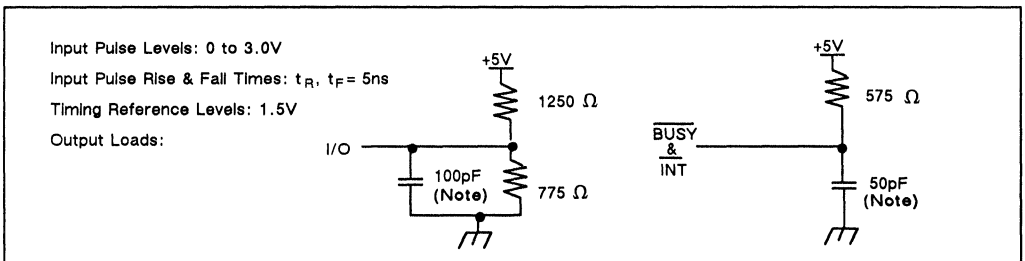 Input Pulse Levels: 0 to 3.0V
Input Pulse Rise & Fall Times: tR, tF = 5ns
Timing Reference Levels: 1.5V
Output Loads:
+5V
1250 Ω
I/O
100pF
(Note)
775 Ω
+5V
575 Ω
BUSY
&
INT
50pF
(Note)